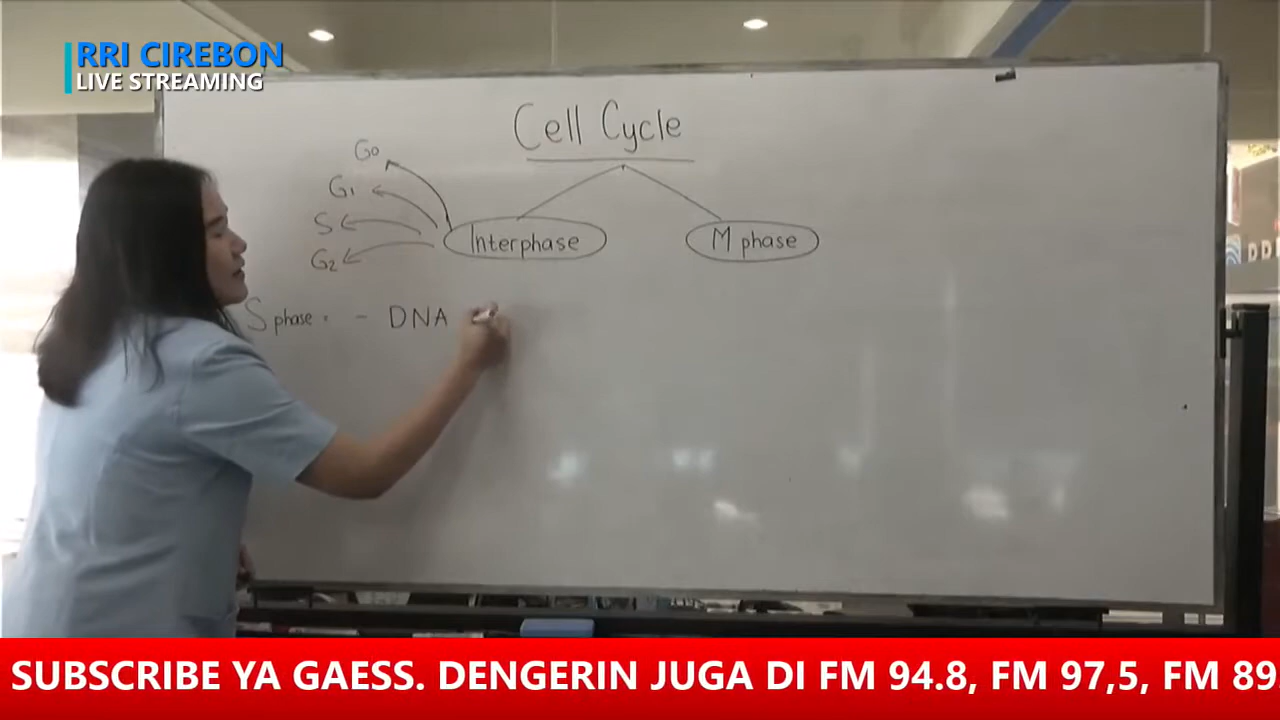 RRI CIREBON
LIVE STREAMING
Cell Cycle
G0
G1
S
G2
Interphase
M phase
S phase : - DNA
DD
SUBSCRIBE YA GAESS. DENGERIN JUGA DI FM 94.8, FM 97,5, FM 89